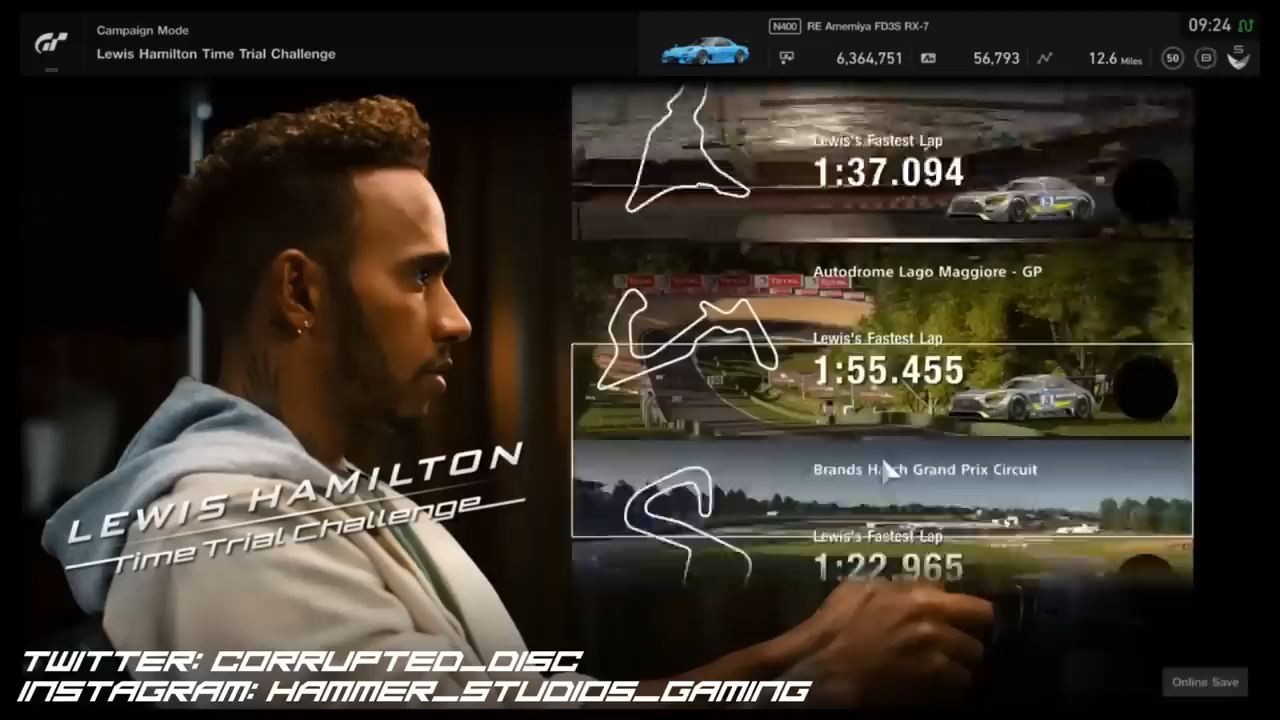 Campaign Mode
Lewis Hamilton Time Trial Challenge
N400 RE Amemiya FD3S RX-7
6,364,751 56,793 12.6 Miles 50 B S
09:24
Lewis's Fastest Lap
1:37.094
Autodrome Lago Maggiore - GP
TOTAL TOTAL
Lewis's Fastest Lap
1:55.455
Brands Hatch Grand Prix Circuit
Lewis's Fastest Lap
1:22.965
LEWIS HAMILTON
Time Trial Challenge
TWITTER: CORRUPTED_DISC
INSTAGRAM: HAMMER_STUDIOS_GAMING
Online Save